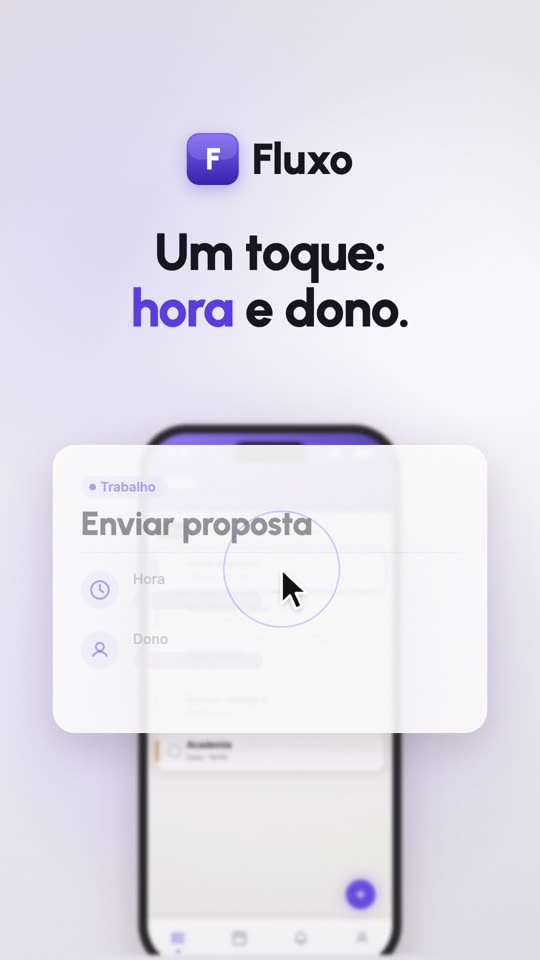 F Fluxo
Um toque:
hora e dono.
Trabalho
Enviar proposta
Hora
Dono
Academia